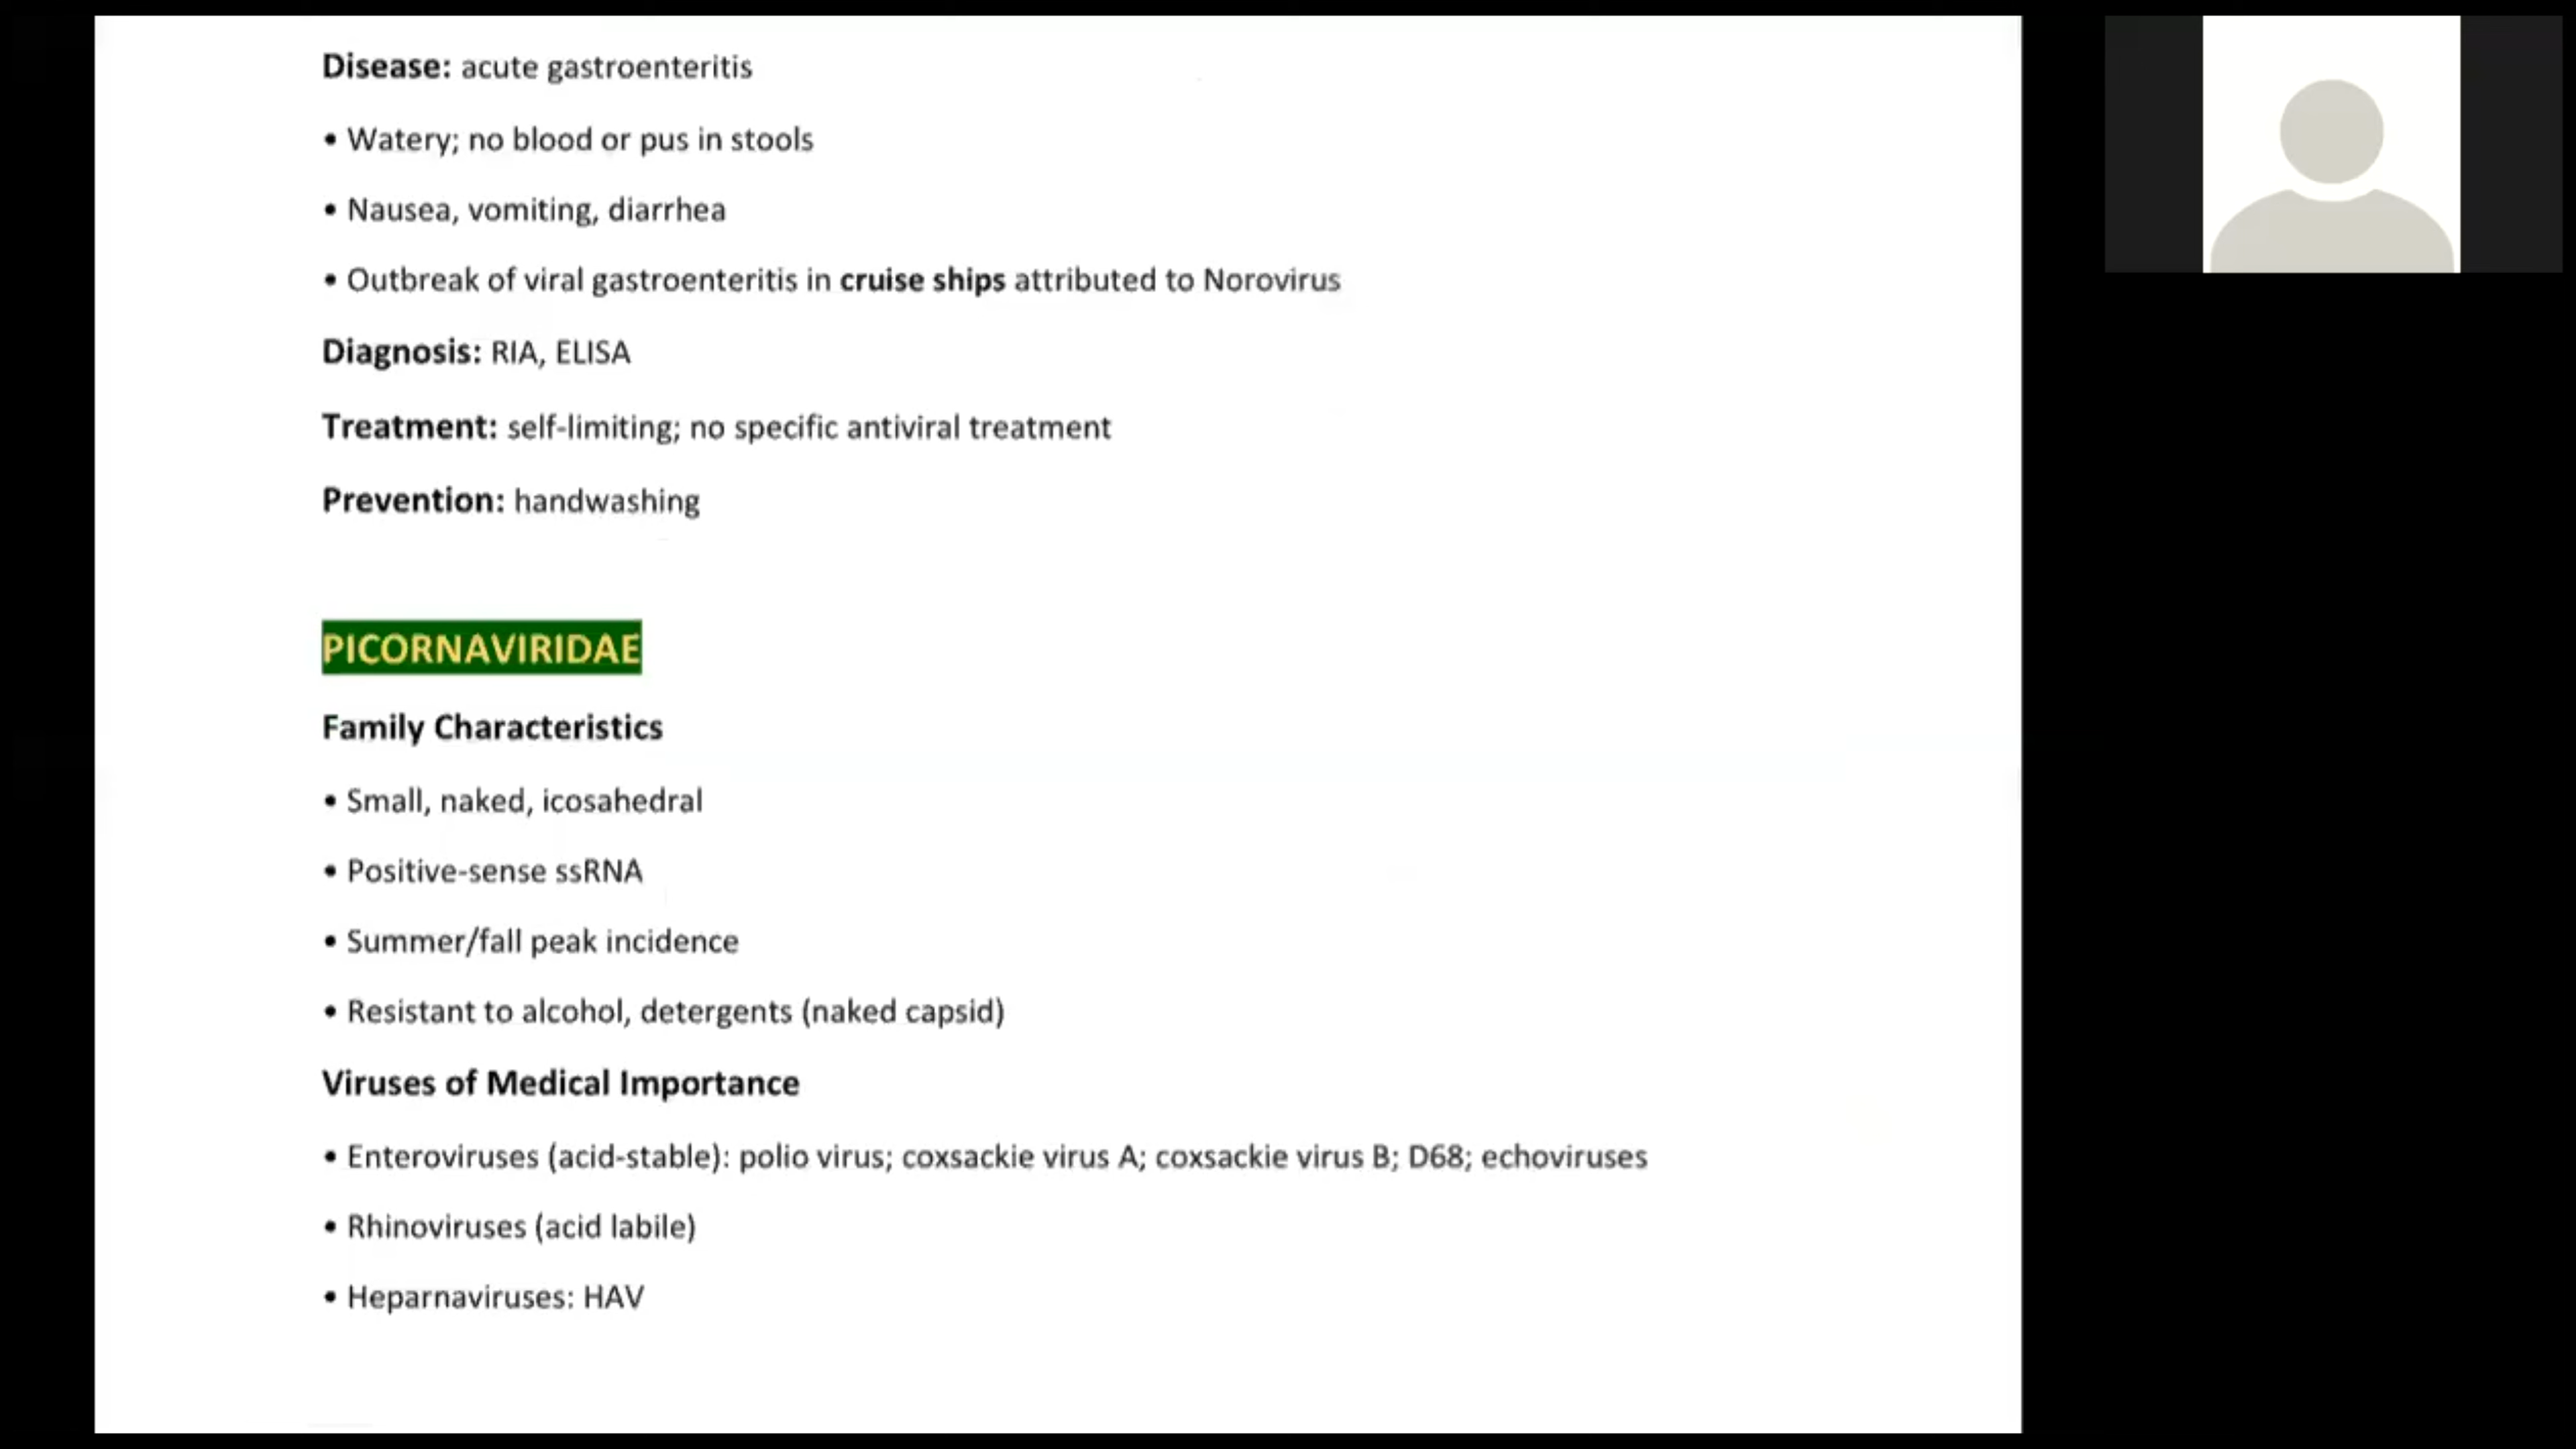 Disease: acute gastroenteritis
• Watery; no blood or pus in stools
• Nausea, vomiting, diarrhea
• Outbreak of viral gastroenteritis in cruise ships attributed to Norovirus
Diagnosis: RIA, ELISA
Treatment: self-limiting; no specific antiviral treatment
Prevention: handwashing
PICORNAVIRIDAE
Family Characteristics
• Small, naked, icosahedral
• Positive-sense ssRNA
• Summer/fall peak incidence
• Resistant to alcohol, detergents (naked capsid)
Viruses of Medical Importance
• Enteroviruses (acid-stable): polio virus; coxsackie virus A; coxsackie virus B; D68; echoviruses
• Rhinoviruses (acid labile)
• Heparnaviruses: HAV